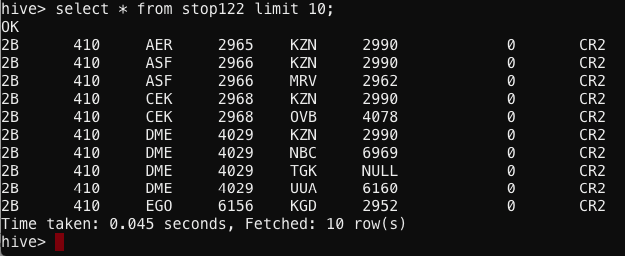 hive> select * from stop122 limit 10;
OK
2B 410 AER 2965 KZN 2990 0 CR2
2B 410 ASF 2966 KZN 2990 0 CR2
2B 410 ASF 2966 MRV 2962 0 CR2
2B 410 CEK 2968 KZN 2990 0 CR2
2B 410 CEK 2968 OVB 4078 0 CR2
2B 410 DME 4029 KZN 2990 0 CR2
2B 410 DME 4029 NBC 6969 0 CR2
2B 410 DME 4029 TGK NULL 0 CR2
2B 410 DME 4029 UUA 6160 0 CR2
2B 410 EGO 6156 KGD 2952 0 CR2
Time taken: 0.045 seconds, Fetched: 10 row(s)
hive>